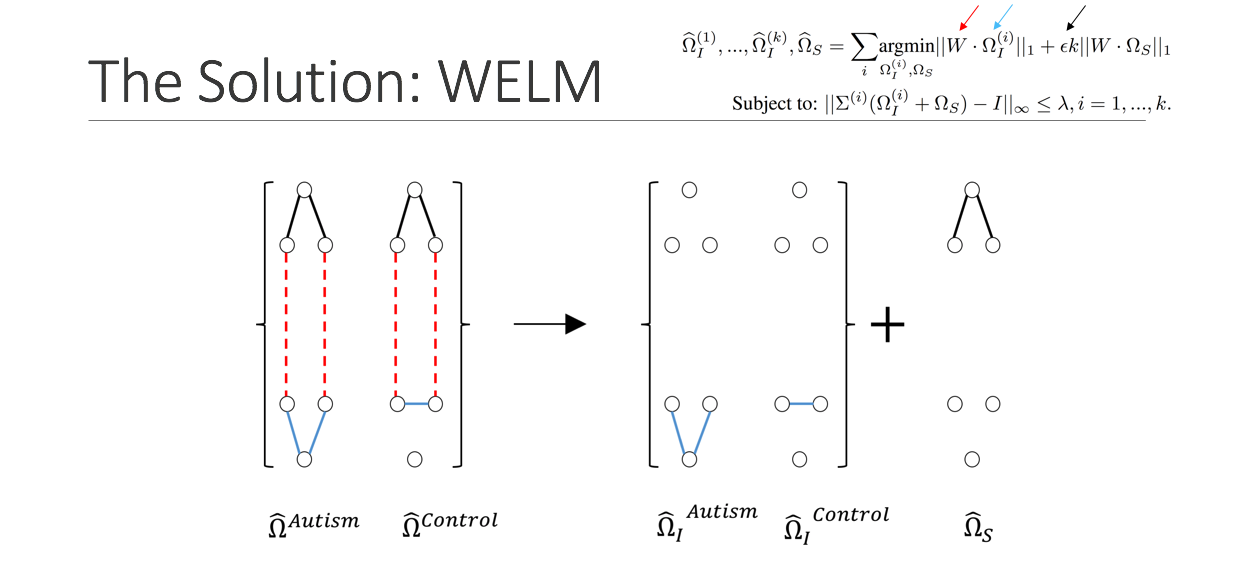 The Solution: WELM
Ω̂_I^(1), ..., Ω̂_I^(k), Ω̂_S = ∑_i argmin_{Ω_I^(i), Ω_S} ||W · Ω_I^(i)||_1 + ϵk||W · Ω_S||_1
Subject to: ||Σ^(i)(Ω_I^(i) + Ω_S) − I||_∞ ≤ λ, i = 1, ..., k.
+
Ω̂^Autism Ω̂^Control Ω̂_I^Autism Ω̂_I^Control Ω̂_S